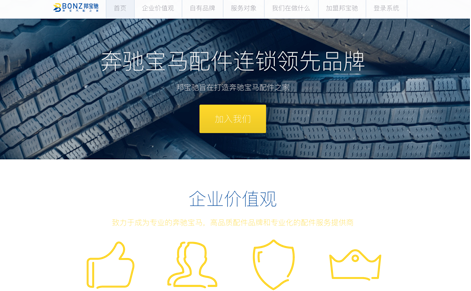 BONZ 邦宝驰
首页 企业价值观 自有品牌 服务对象 我们在做什么 加盟邦宝驰 登录系统
奔驰宝马配件连锁领先品牌
邦宝驰旨在打造奔驰宝马配件之家
加入我们
企业价值观
致力于成为专业的奔驰宝马、高品质配件品牌和专业化的配件服务提供商